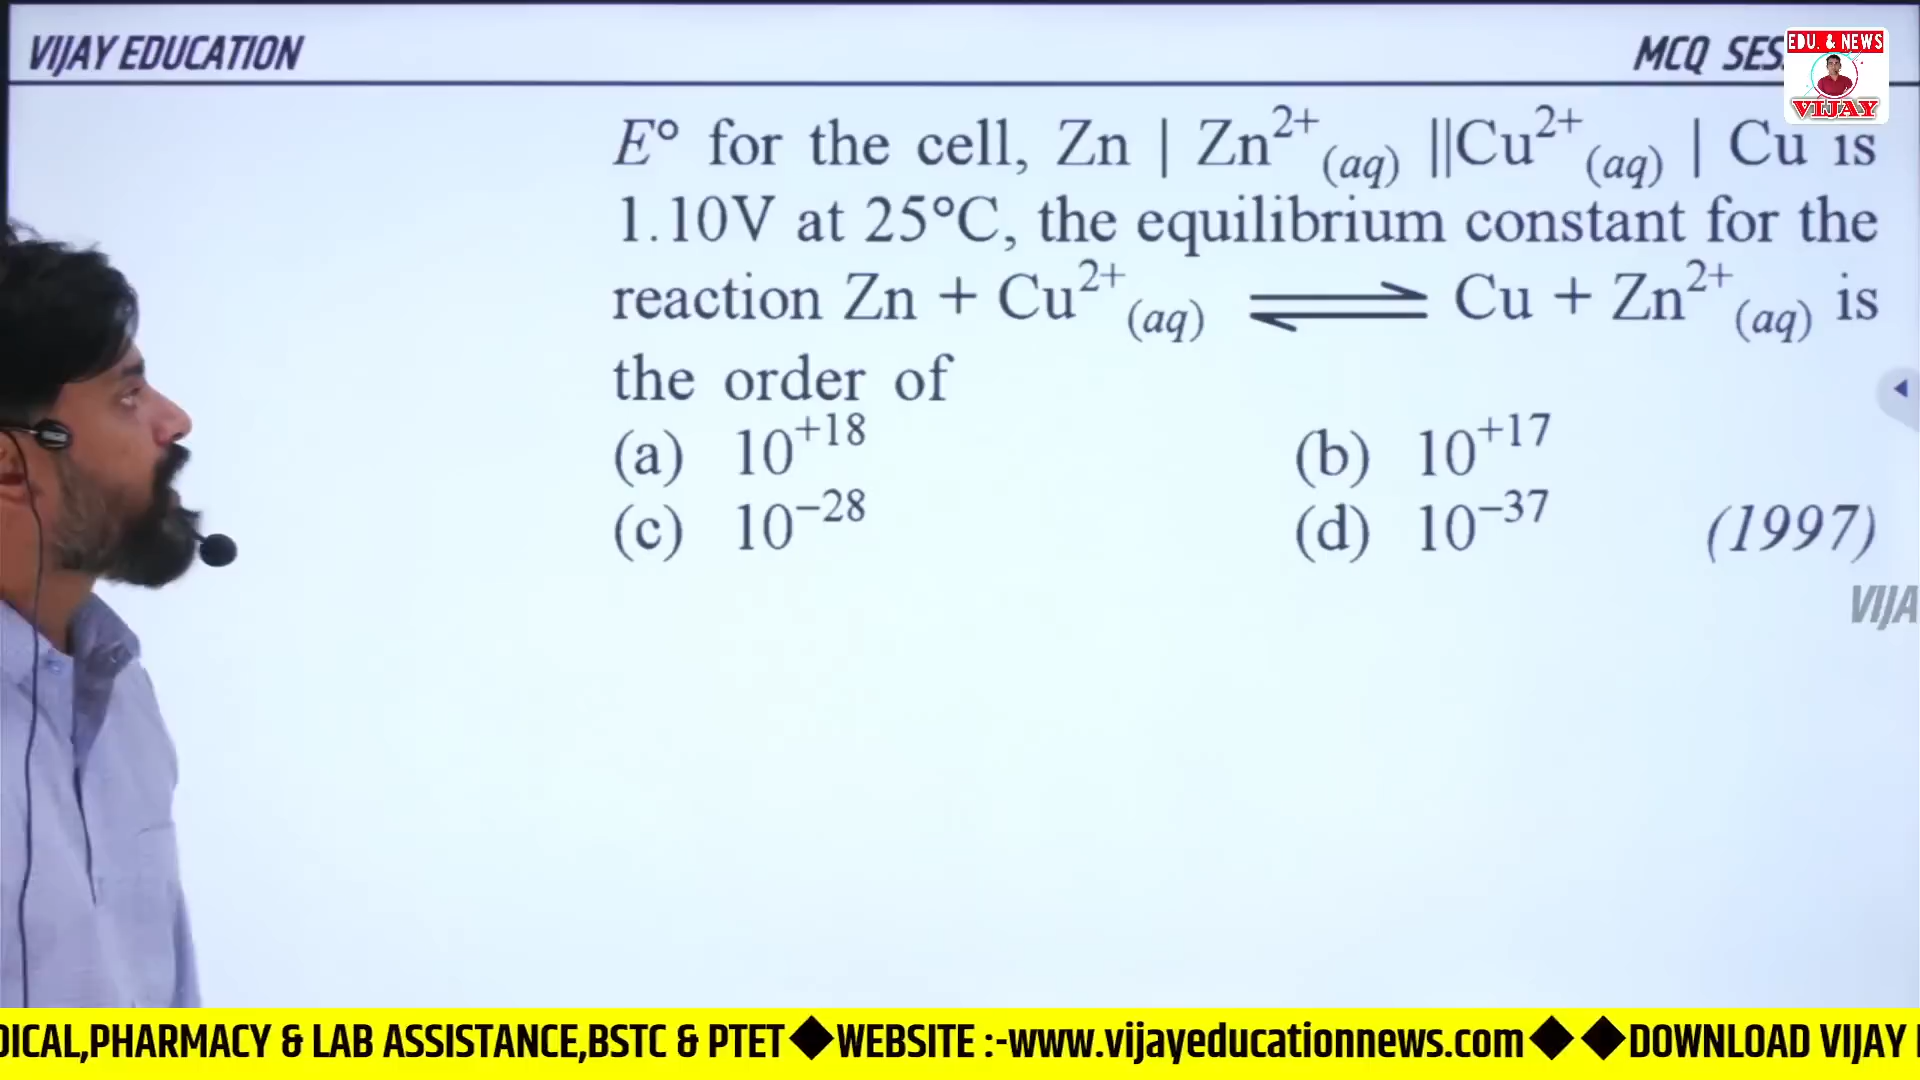 VIJAY EDUCATION
MCQ SES
EDU. & NEWS
VIJAY
E° for the cell, Zn | Zn²⁺(aq) ||Cu²⁺(aq) | Cu is
1.10V at 25°C, the equilibrium constant for the
reaction Zn + Cu²⁺(aq) ⇌ Cu + Zn²⁺(aq) is
the order of
(a) 10⁺¹⁸ (b) 10⁺¹⁷
(c) 10⁻²⁸ (d) 10⁻³⁷ (1997)
VIJA
DICAL,PHARMACY & LAB ASSISTANCE,BSTC & PTET◆WEBSITE :-www.vijayeducationnews.com◆ ◆DOWNLOAD VIJAY